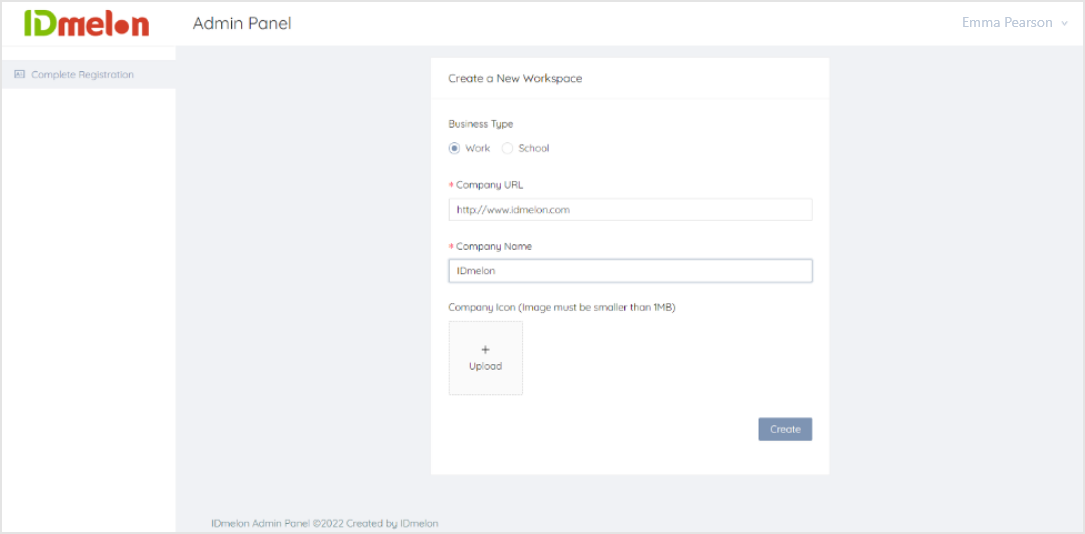 IDmelon
Admin Panel
Emma Pearson
Complete Registration
Create a New Workspace
Business Type
Work
School
* Company URL
http://www.idmelon.com
* Company Name
IDmelon
Company Icon (Image must be smaller than 1MB)
+
Upload
Create
IDmelon Admin Panel ©2022 Created by IDmelon